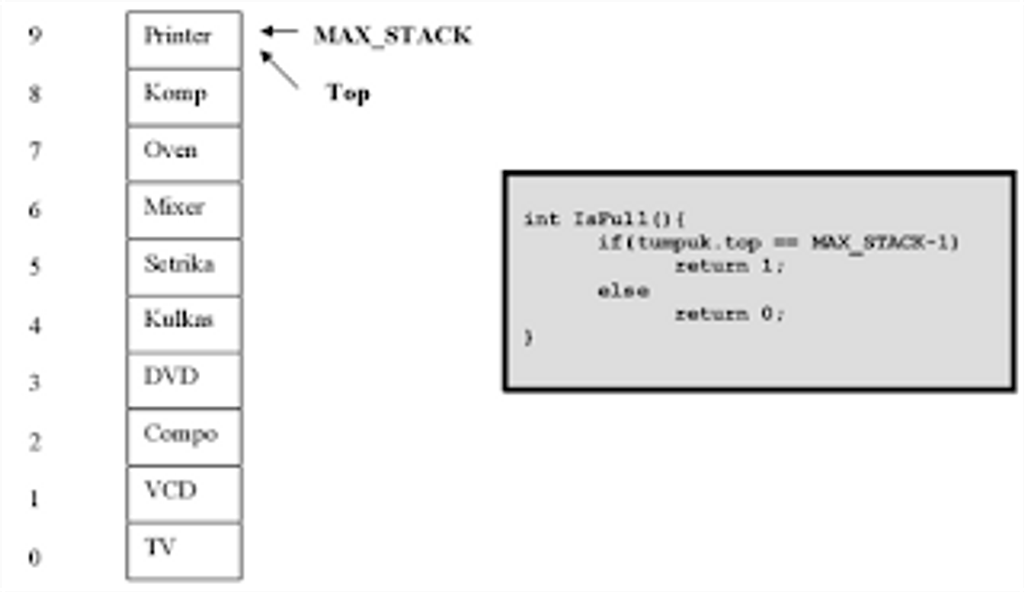 9 Printer MAX_STACK
8 Komp Top
7 Oven
6 Mixer
5 Setrika
4 Kulkas
3 DVD
2 Compo
1 VCD
0 TV
int IsFull(){
if(tumpuk.top == MAX_STACK-1)
return 1;
else
return 0;
}